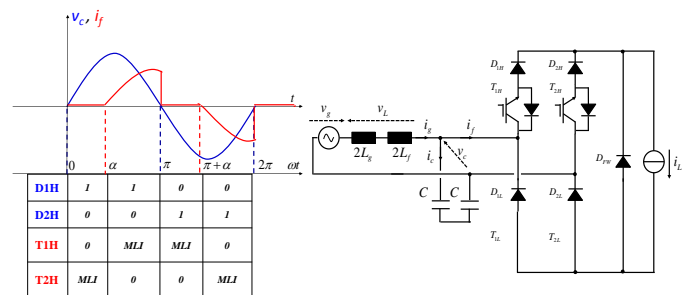 v_c, i_f
t
0 α π π+α 2π ωt
D1H 1 1 0 0
D2H 0 0 1 1
T1H 0 MLI MLI 0
T2H MLI 0 0 MLI
v_g v_L
i_g i_f
2L_g 2L_f
i_c v_c
C C
D_1H D_2H
T_1H T_2H
D_FW
i_L
D_1L D_2L
T_1L T_2L